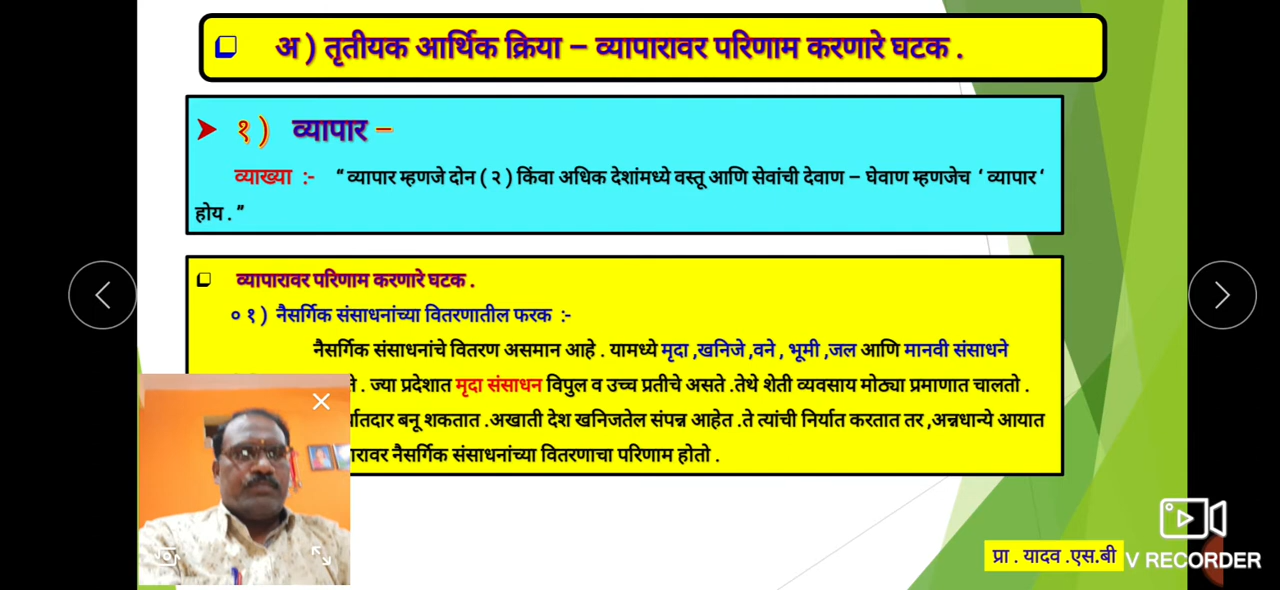 अ ) तृतीयक आर्थिक क्रिया – व्यापारावर परिणाम करणारे घटक .
१ ) व्यापार –
व्याख्या :- “ व्यापार म्हणजे दोन ( २ ) किंवा अधिक देशांमध्ये वस्तू आणि सेवांची देवाण – घेवाण म्हणजेच ‘ व्यापार ‘
होय . ”
व्यापारावर परिणाम करणारे घटक .
० १ ) नैसर्गिक संसाधनांच्या वितरणातील फरक :-
नैसर्गिक संसाधनांचे वितरण असमान आहे . यामध्ये मृदा ,खनिजे ,वने , भूमी ,जल आणि मानवी संसाधने
. ज्या प्रदेशात मृदा संसाधन विपुल व उच्च प्रतीचे असते .तेथे शेती व्यवसाय मोठ्या प्रमाणात चालतो .
बनू शकतात .अखाती देश खनिजतेल संपन्न आहेत .ते त्यांची निर्यात करतात तर ,अन्नधान्ये आयात
नैसर्गिक संसाधनांच्या वितरणाचा परिणाम होतो .
प्रा . यादव .एस.बी
V RECORDER